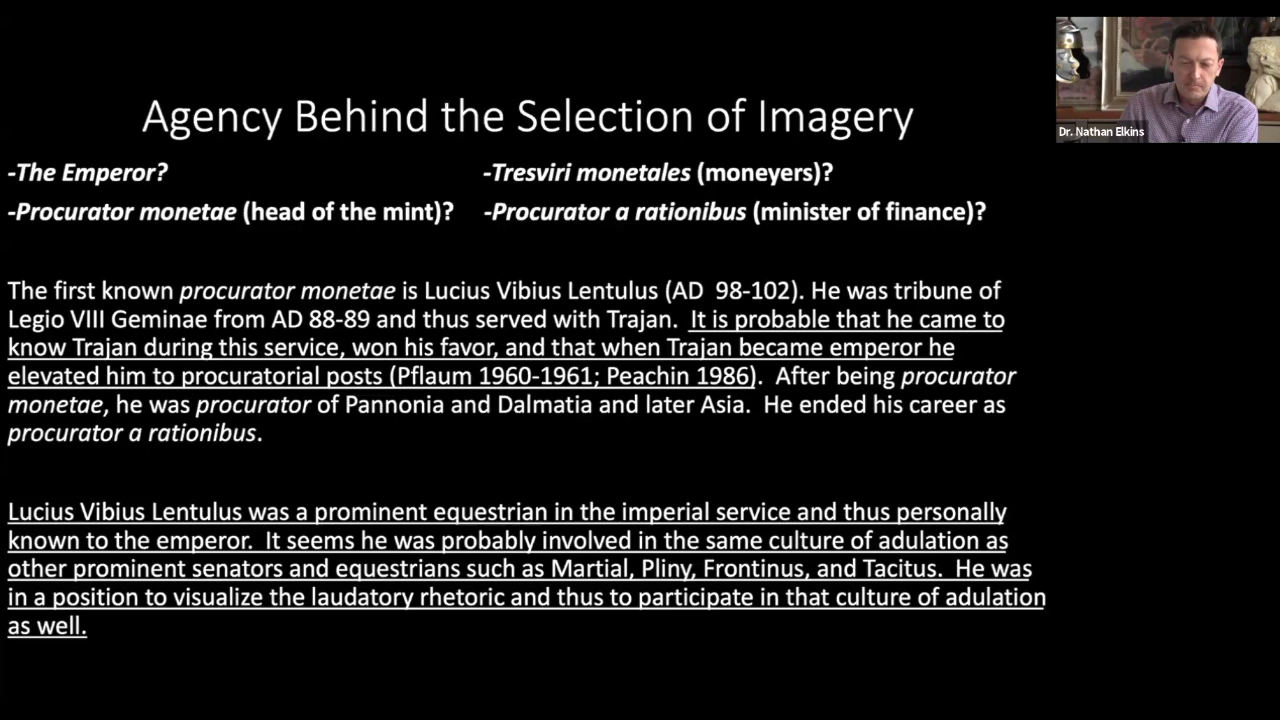 Agency Behind the Selection of Imagery
-The Emperor?
-Tresviri monetales (moneyers)?
-Procurator monetae (head of the mint)?
-Procurator a rationibus (minister of finance)?
The first known procurator monetae is Lucius Vibius Lentulus (AD 98-102). He was tribune of
Legio VIII Geminae from AD 88-89 and thus served with Trajan. It is probable that he came to
know Trajan during this service, won his favor, and that when Trajan became emperor he
elevated him to procuratorial posts (Pflaum 1960-1961; Peachin 1986). After being procurator
monetae, he was procurator of Pannonia and Dalmatia and later Asia. He ended his career as
procurator a rationibus.
Lucius Vibius Lentulus was a prominent equestrian in the imperial service and thus personally
known to the emperor. It seems he was probably involved in the same culture of adulation as
other prominent senators and equestrians such as Martial, Pliny, Frontinus, and Tacitus. He was
in a position to visualize the laudatory rhetoric and thus to participate in that culture of adulation
as well.
Dr. Nathan Elkins